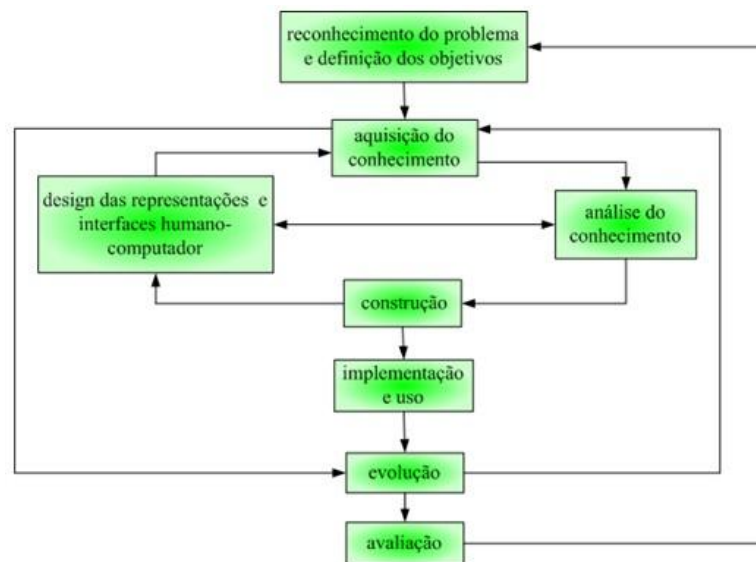 reconhecimento do problema
e definição dos objetivos
aquisição do
conhecimento
design das representações e
interfaces humano-
computador
análise do
conhecimento
construção
implementação
e uso
evolução
avaliação